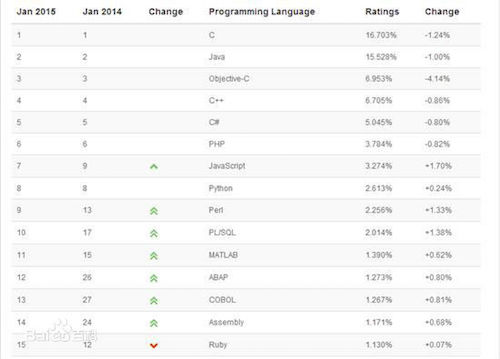 Jan 2015 Jan 2014 Change Programming Language Ratings Change
1 1 C 16.703% -1.24%
2 2 Java 15.528% -1.00%
3 3 Objective-C 6.953% -4.14%
4 4 C++ 6.705% -0.86%
5 5 C# 5.045% -0.80%
6 6 PHP 3.784% -0.82%
7 9 JavaScript 3.274% +1.70%
8 8 Python 2.613% +0.24%
9 13 Perl 2.256% +1.33%
10 17 PL/SQL 2.014% +1.38%
11 15 MATLAB 1.390% +0.62%
12 26 ABAP 1.273% +0.80%
13 27 COBOL 1.267% +0.81%
14 24 Assembly 1.171% +0.68%
15 12 Ruby 1.130% +0.07%
Bai百科